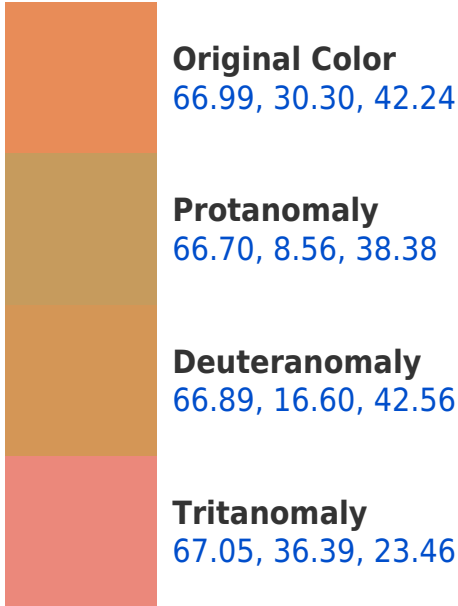 Original Color
66.99, 30.30, 42.24
Protanomaly
66.70, 8.56, 38.38
Deuteranomaly
66.89, 16.60, 42.56
Tritanomaly
67.05, 36.39, 23.46